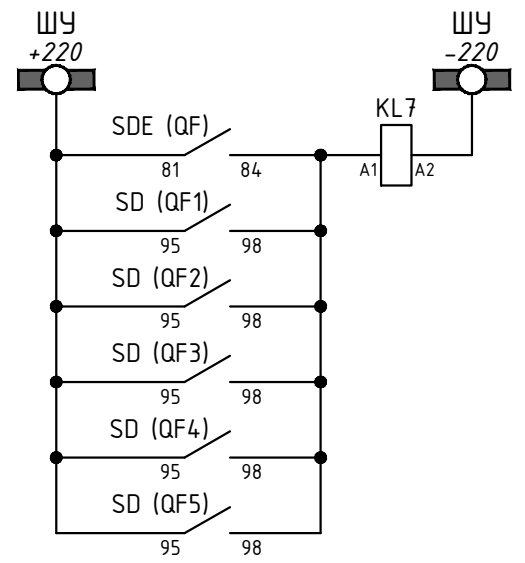 ШУ
+220
ШУ
-220
SDE (QF)
81 84
KL7
A1 A2
SD (QF1)
95 98
SD (QF2)
95 98
SD (QF3)
95 98
SD (QF4)
95 98
SD (QF5)
95 98